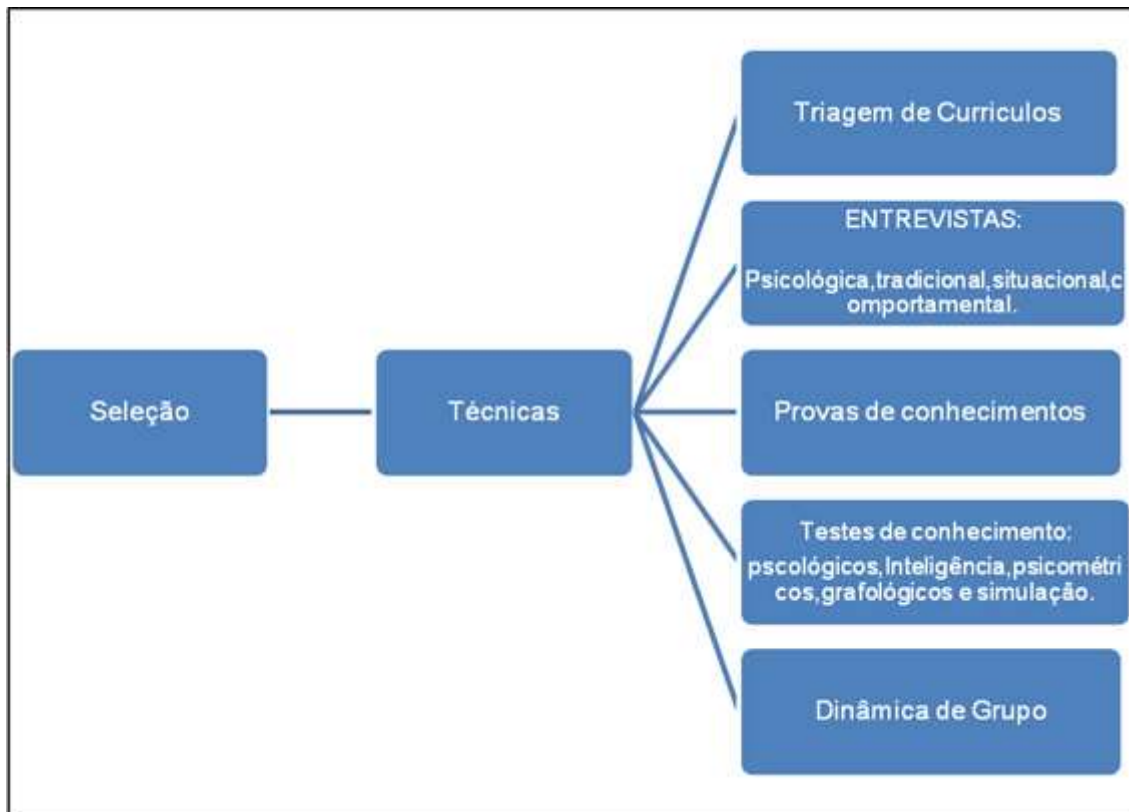 Seleção
Técnicas
Triagem de Curriculos
ENTREVISTAS:
Psicológica,tradicional,situacional,c
omportamental.
Provas de conhecimentos
Testes de conhecimento:
pscológicos,Inteligência,psicométri
cos,grafológicos e simulação.
Dinâmica de Grupo